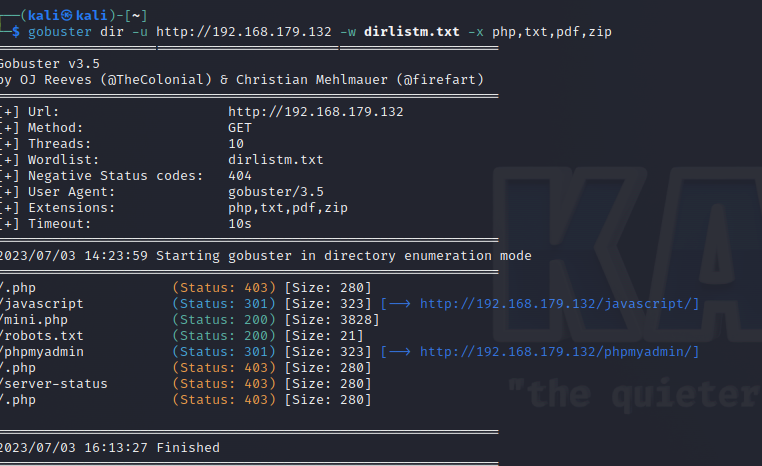 (kali㉿kali)-[~]
$ gobuster dir -u http://192.168.179.132 -w dirlistm.txt -x php,txt,pdf,zip
Gobuster v3.5
by OJ Reeves (@TheColonial) & Christian Mehlmauer (@firefart)
[+] Url: http://192.168.179.132
[+] Method: GET
[+] Threads: 10
[+] Wordlist: dirlistm.txt
[+] Negative Status codes: 404
[+] User Agent: gobuster/3.5
[+] Extensions: php,txt,pdf,zip
[+] Timeout: 10s
2023/07/03 14:23:59 Starting gobuster in directory enumeration mode
/.php (Status: 403) [Size: 280]
/javascript (Status: 301) [Size: 323] [--> http://192.168.179.132/javascript/]
/mini.php (Status: 200) [Size: 3828]
/robots.txt (Status: 200) [Size: 21]
/phpmyadmin (Status: 301) [Size: 323] [--> http://192.168.179.132/phpmyadmin/]
/.php (Status: 403) [Size: 280]
/server-status (Status: 403) [Size: 280]
/.php (Status: 403) [Size: 280]
2023/07/03 16:13:27 Finished
KA
"the quieter